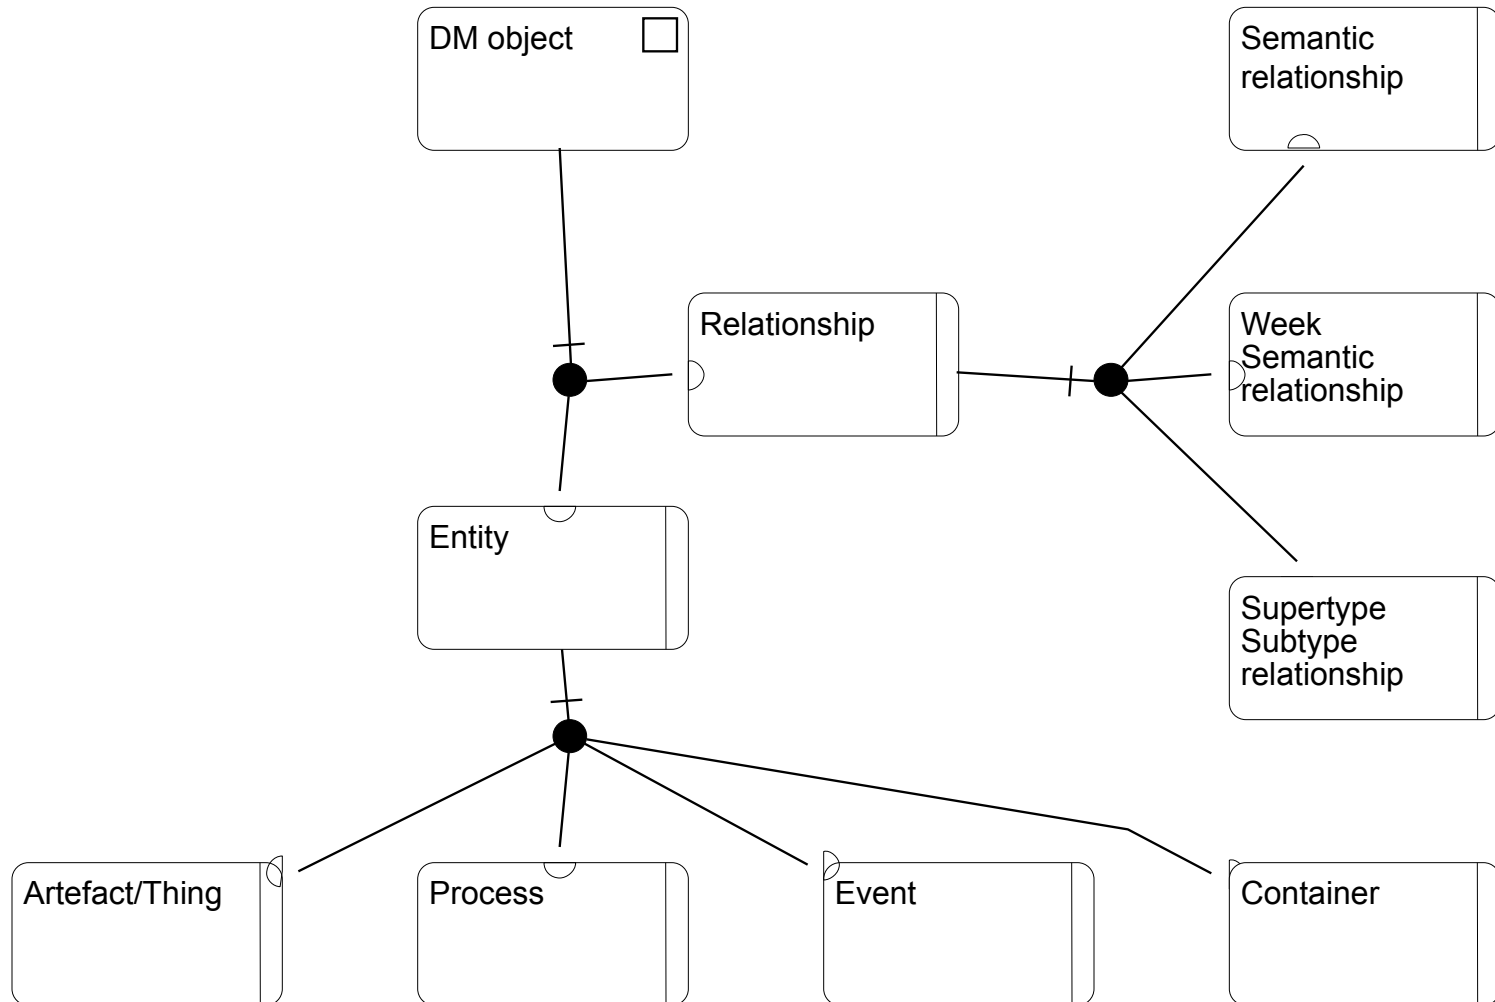 DM object
Semantic
relationship
Relationship
Week
Semantic
relationship
Entity
Supertype
Subtype
relationship
Artefact/Thing
Process
Event
Container